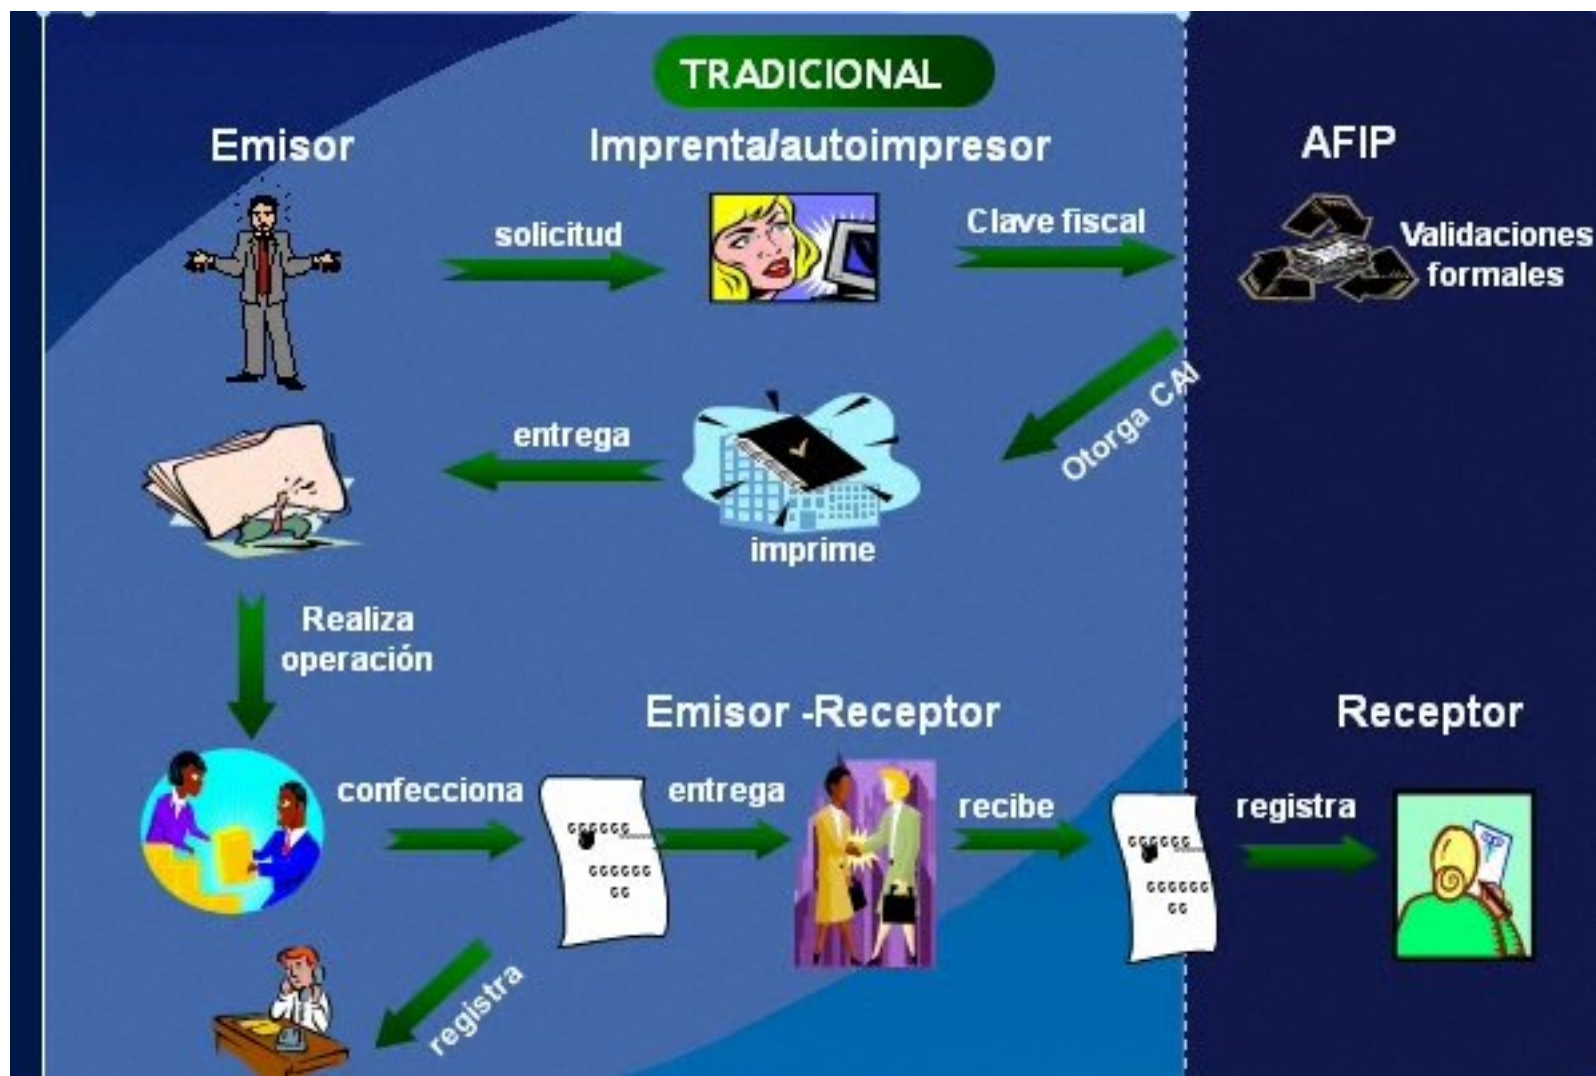 TRADICIONAL
Emisor
Imprenta/autoimpresor
AFIP
solicitud
Clave fiscal
Validaciones
formales
Otorga CAI
entrega
imprime
Realiza
operación
Emisor -Receptor
Receptor
confecciona
entrega
recibe
registra
registra